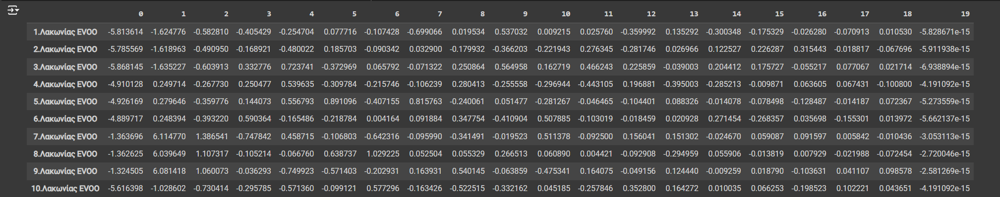 0 1 2 3 4 5 6 7 8 9 10 11 12 13 14 15 16 17 18 19
1.Λακωνίας EVOO -5.813614 -1.624776 -0.582810 -0.405429 -0.254704 0.077716 -0.107428 -0.699066 0.019534 0.537032 0.009215 0.025760 -0.359992 0.135292 -0.300348 -0.175329 -0.026280 -0.070913 0.010530 -5.828671e-15
2.Λακωνίας EVOO -5.785569 -1.618963 -0.490950 -0.168921 -0.480022 0.185703 -0.090342 0.032900 -0.179932 -0.366203 -0.221943 0.276345 -0.281746 0.026966 0.122527 0.226287 0.315443 -0.018817 -0.067696 -5.911938e-15
3.Λακωνίας EVOO -5.868145 -1.635227 -0.603913 0.332776 0.723741 -0.372969 0.065792 -0.071322 0.250864 0.564958 0.162719 0.466243 0.225859 -0.039003 0.204412 0.175727 -0.055217 0.077067 0.021714 -6.938894e-15
4.Λακωνίας EVOO -4.910128 0.249714 -0.267730 0.250477 0.539635 -0.309784 -0.215746 -0.106239 0.280413 -0.255558 -0.296944 -0.443105 0.196881 -0.395003 -0.285213 -0.009871 0.063605 0.067431 -0.100800 -4.191092e-15
5.Λακωνίας EVOO -4.926169 0.279646 -0.359776 0.144073 0.556793 0.891096 -0.407155 0.815763 -0.240061 0.051477 -0.281267 -0.046465 -0.104401 0.088326 -0.014078 -0.078498 -0.128487 -0.014187 0.072367 -5.273559e-15
6.Λακωνίας EVOO -4.889717 0.248394 -0.393220 0.590364 -0.165486 -0.218784 0.004164 0.091884 0.347754 -0.410904 0.507885 -0.103019 -0.018459 0.020928 0.271454 -0.268357 0.035698 -0.155301 0.013972 -5.662137e-15
7.Λακωνίας EVOO -1.363696 6.114770 1.386541 -0.747842 0.458715 -0.106803 -0.642316 -0.095990 -0.341491 -0.019523 0.511378 -0.092500 0.156041 0.151302 -0.024670 0.059087 0.091597 0.005842 -0.010436 -3.053113e-15
8.Λακωνίας EVOO -1.362625 6.039649 1.107317 -0.105214 -0.066760 0.638737 1.029225 0.052504 0.055329 0.266513 0.060890 0.004421 -0.092908 -0.294959 0.055906 -0.013819 0.007929 -0.021988 -0.072454 -2.720046e-15
9.Λακωνίας EVOO -1.324505 6.081418 1.060073 -0.036293 -0.749923 -0.571403 -0.202931 0.163931 0.540145 -0.063859 -0.475341 0.164075 -0.049156 0.124440 -0.009259 0.018790 -0.103631 0.041107 0.098578 -2.581269e-15
10.Λακωνίας EVOO -5.616398 -1.028602 -0.730414 -0.295785 -0.571360 -0.099121 0.577296 -0.163426 -0.522515 -0.332162 0.045185 -0.257846 0.352800 0.164272 0.010035 0.066253 -0.198523 0.102221 0.043651 -4.191092e-15